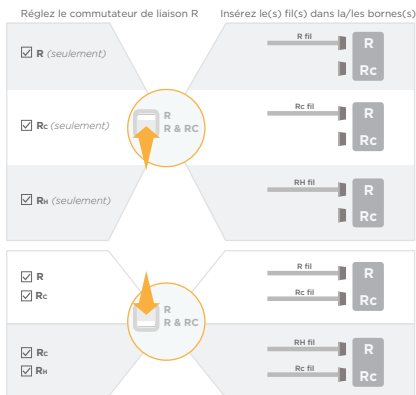 Réglez le commutateur de liaison R
Insérez le(s) fil(s) dans la/les bornes(s)
R (seulement)
R fil
R
Rc
Rc (seulement)
R
R & RC
Rc fil
R
Rc
RH (seulement)
RH fil
R
Rc
R
Rc
R
R & RC
R fil
Rc fil
R
Rc
Rc
RH
RH fil
Rc fil
R
Rc